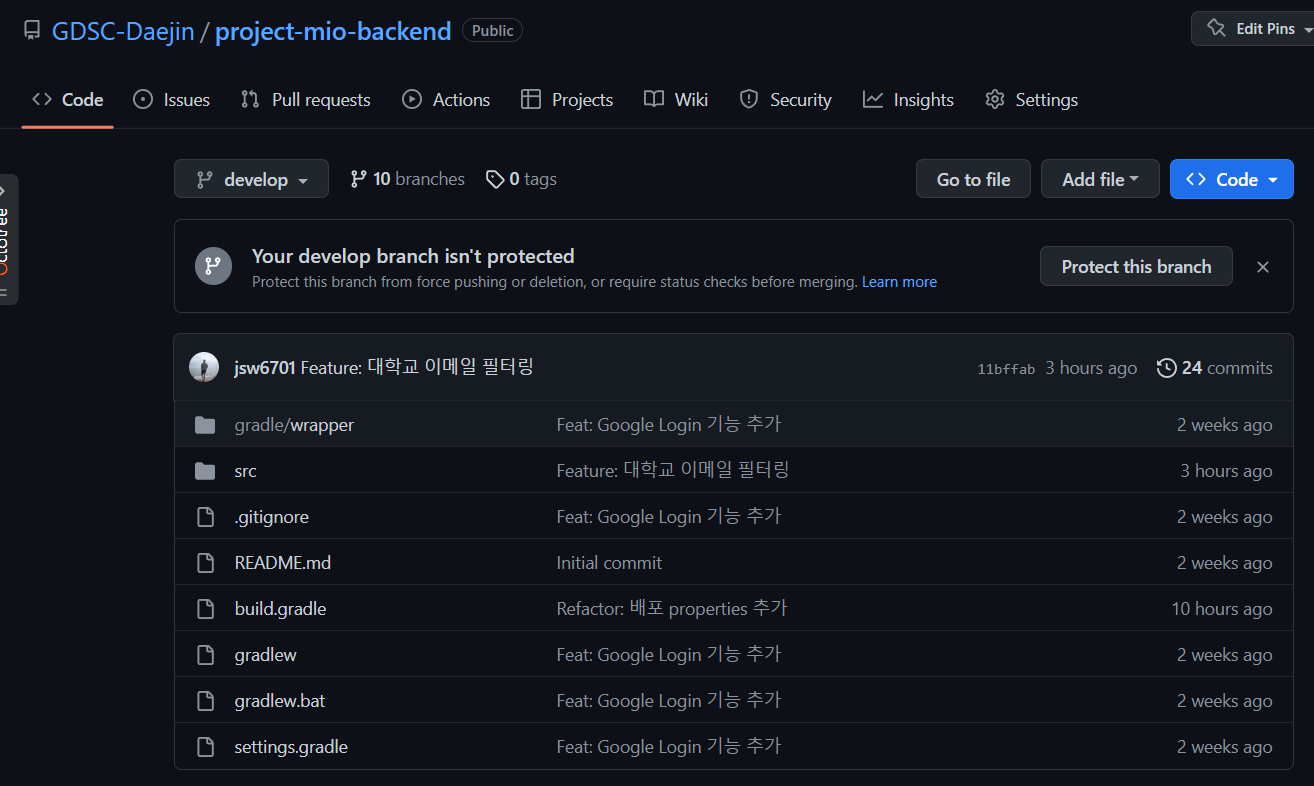 GDSC-Daejin / project-mio-backend Public
Edit Pins
Code Issues Pull requests Actions Projects Wiki Security Insights Settings
develop 10 branches 0 tags Go to file Add file Code
Octotree
Your develop branch isn't protected
Protect this branch from force pushing or deletion, or require status checks before merging. Learn more
Protect this branch
jsw6701 Feature: 대학교 이메일 필터링 11bffab 3 hours ago 24 commits
gradle/wrapper Feat: Google Login 기능 추가 2 weeks ago
src Feature: 대학교 이메일 필터링 3 hours ago
.gitignore Feat: Google Login 기능 추가 2 weeks ago
README.md Initial commit 2 weeks ago
build.gradle Refactor: 배포 properties 추가 10 hours ago
gradlew Feat: Google Login 기능 추가 2 weeks ago
gradlew.bat Feat: Google Login 기능 추가 2 weeks ago
settings.gradle Feat: Google Login 기능 추가 2 weeks ago